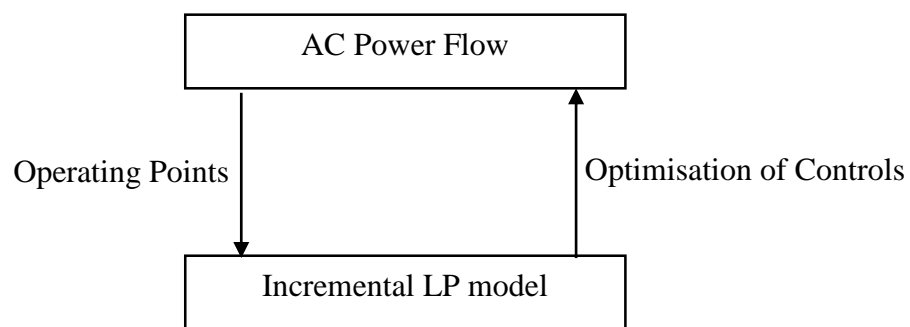 AC Power Flow
Operating Points
Optimisation of Controls
Incremental LP model